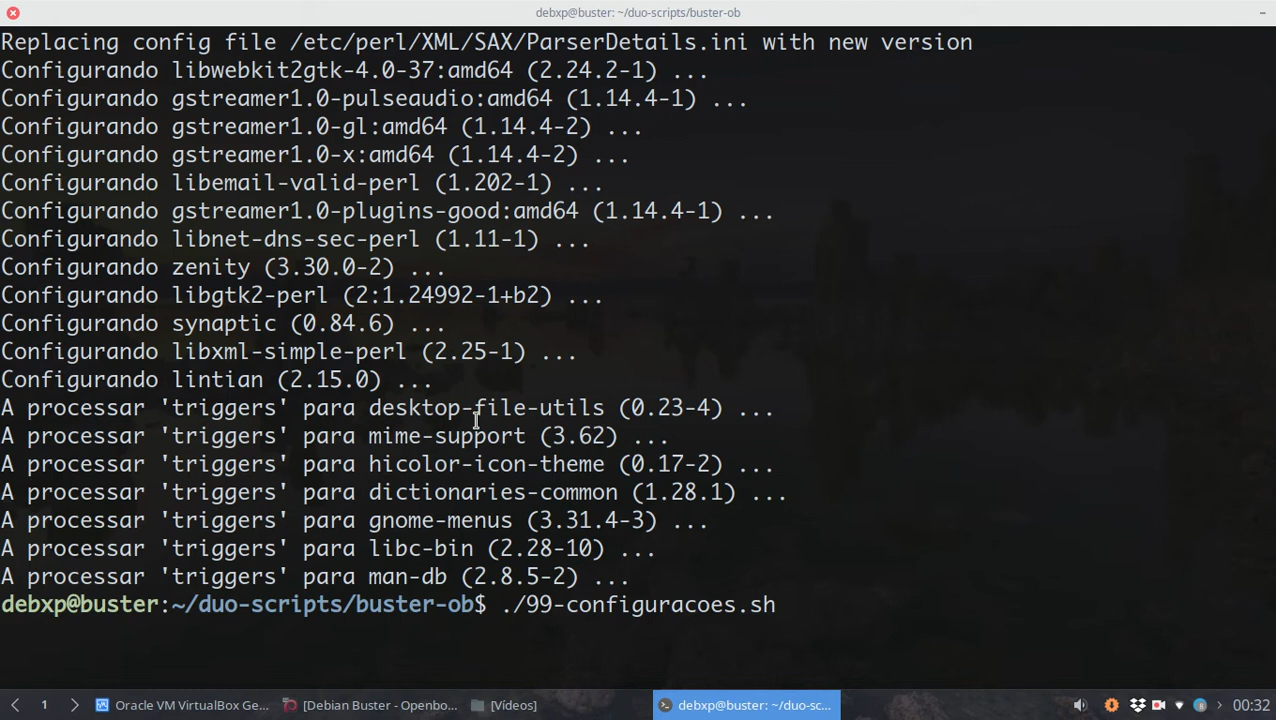 debxp@buster: ~/duo-scripts/buster-ob
Replacing config file /etc/perl/XML/SAX/ParserDetails.ini with new version
Configurando libwebkit2gtk-4.0-37:amd64 (2.24.2-1) ...
Configurando gstreamer1.0-pulseaudio:amd64 (1.14.4-1) ...
Configurando gstreamer1.0-gl:amd64 (1.14.4-2) ...
Configurando gstreamer1.0-x:amd64 (1.14.4-2) ...
Configurando libemail-valid-perl (1.202-1) ...
Configurando gstreamer1.0-plugins-good:amd64 (1.14.4-1) ...
Configurando libnet-dns-sec-perl (1.11-1) ...
Configurando zenity (3.30.0-2) ...
Configurando libgtk2-perl (2:1.24992-1+b2) ...
Configurando synaptic (0.84.6) ...
Configurando libxml-simple-perl (2.25-1) ...
Configurando lintian (2.15.0) ...
A processar 'triggers' para desktop-file-utils (0.23-4) ...
A processar 'triggers' para mime-support (3.62) ...
A processar 'triggers' para hicolor-icon-theme (0.17-2) ...
A processar 'triggers' para dictionaries-common (1.28.1) ...
A processar 'triggers' para gnome-menus (3.31.4-3) ...
A processar 'triggers' para libc-bin (2.28-10) ...
A processar 'triggers' para man-db (2.8.5-2) ...
debxp@buster:~/duo-scripts/buster-ob$ ./99-configuracoes.sh
1 Oracle VM VirtualBox Ge... [Debian Buster - Openbo... [Vídeos] debxp@buster: ~/duo-sc... 00:32